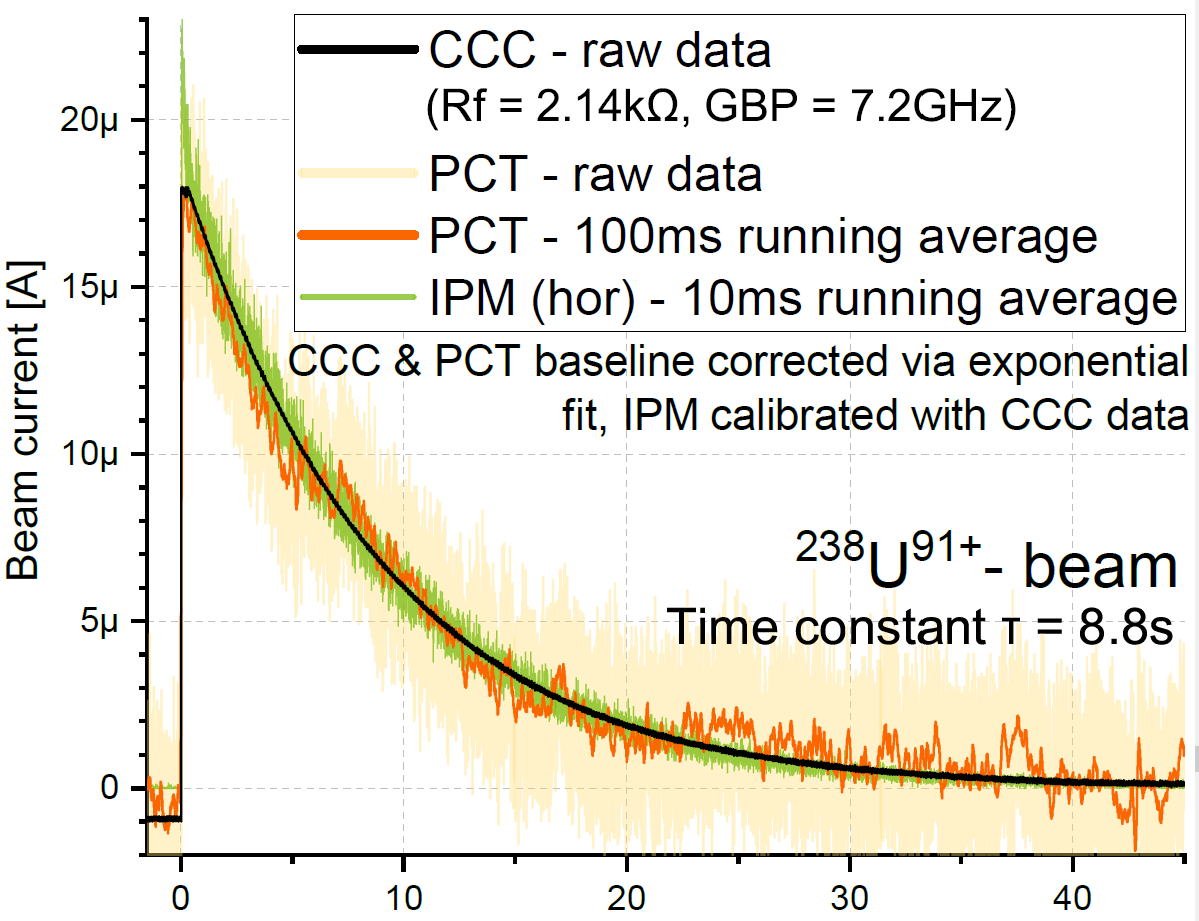 CCC - raw data
(Rf = 2.14kΩ, GBP = 7.2GHz)
PCT - raw data
PCT - 100ms running average
IPM (hor) - 10ms running average
CCC & PCT baseline corrected via exponential
fit, IPM calibrated with CCC data
²³⁸U⁹¹⁺- beam
Time constant τ = 8.8s
Beam current [A]
20µ
15µ
10µ
5µ
0
0 10 20 30 40